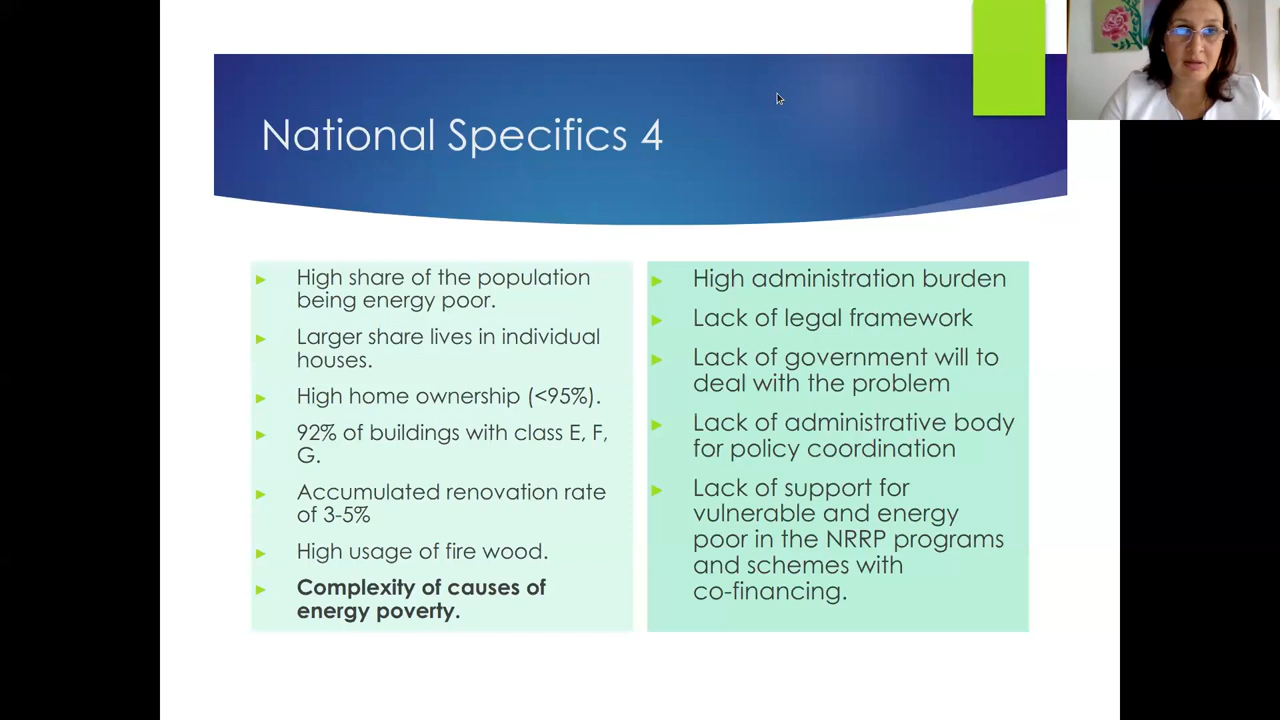 National Specifics 4
High share of the population
being energy poor.
Larger share lives in individual
houses.
High home ownership (<95%).
92% of buildings with class E, F,
G.
Accumulated renovation rate
of 3-5%
High usage of fire wood.
Complexity of causes of
energy poverty.
High administration burden
Lack of legal framework
Lack of government will to
deal with the problem
Lack of administrative body
for policy coordination
Lack of support for
vulnerable and energy
poor in the NRRP programs
and schemes with
co-financing.